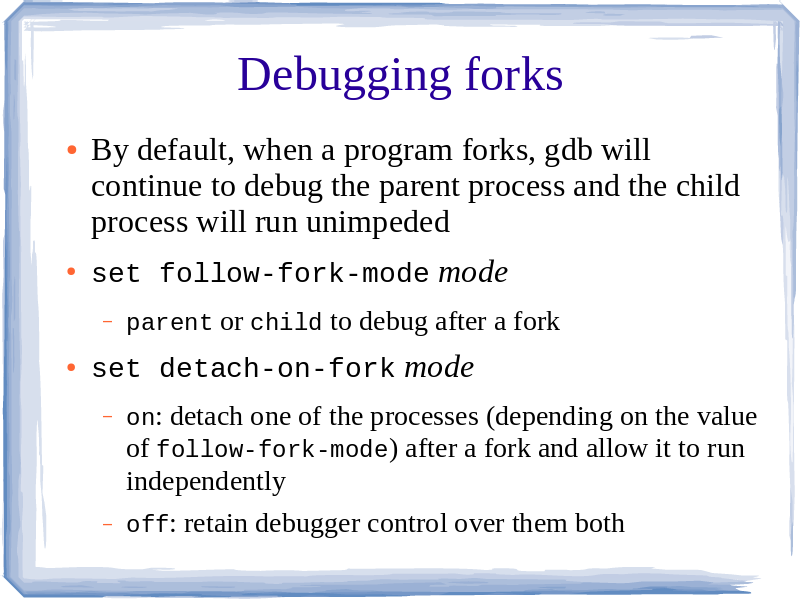 Debugging forks
• By default, when a program forks, gdb will
continue to debug the parent process and the child
process will run unimpeded
• set follow-fork-mode mode
– parent or child to debug after a fork
• set detach-on-fork mode
– on: detach one of the processes (depending on the value
of follow-fork-mode) after a fork and allow it to run
independently
– off: retain debugger control over them both